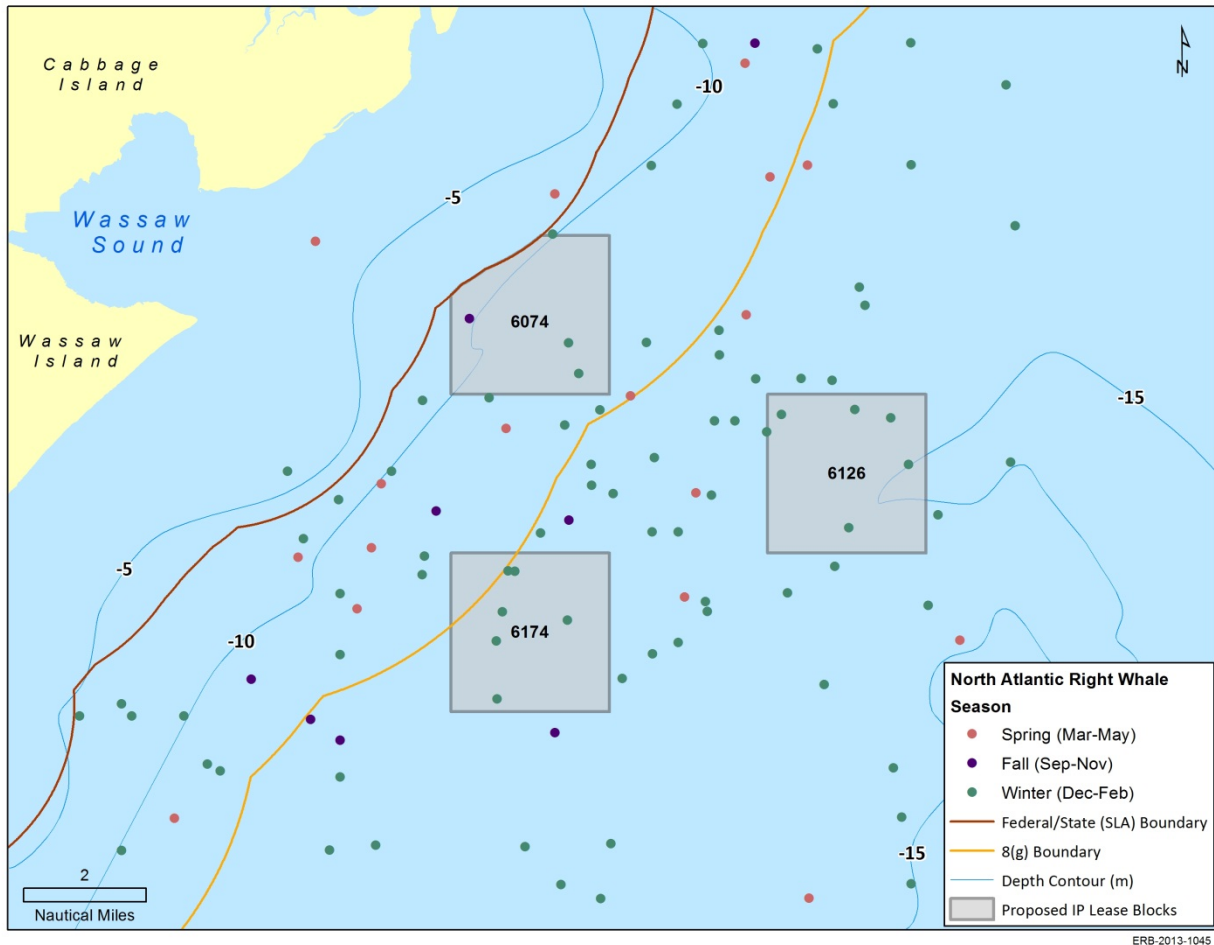 Cabbage
Island
-10
N
-5
Wassaw
Sound
6074
Wassaw
Island
-15
6126
-5
-10
6174
North Atlantic Right Whale
Season
Spring (Mar-May)
Fall (Sep-Nov)
Winter (Dec-Feb)
Federal/State (SLA) Boundary
8(g) Boundary
Depth Contour (m)
Proposed IP Lease Blocks
-15
2
Nautical Miles
ERB-2013-1045